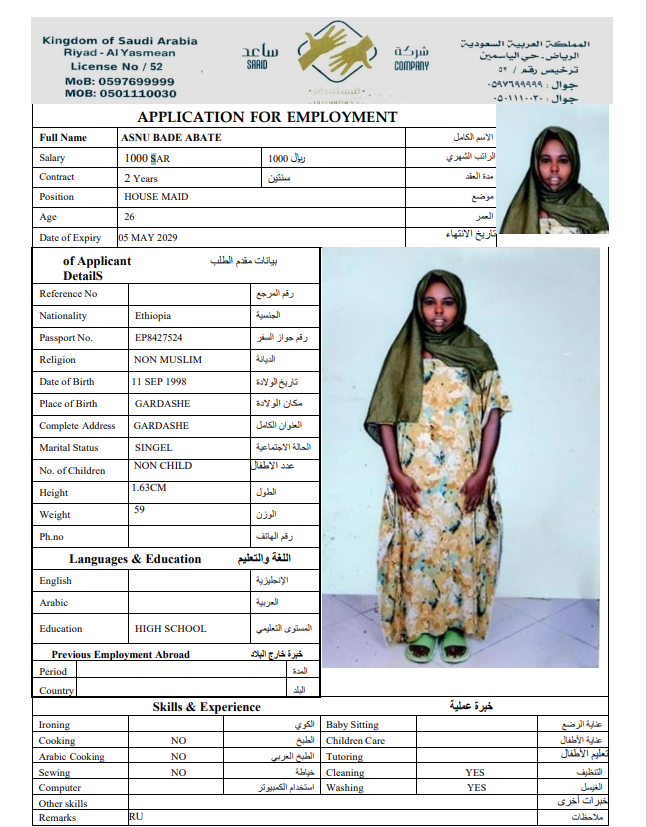 Kingdom of Saudi Arabia
Riyad - Al Yasmean
License No / 52
MoB: 0597699999
MOB: 0501110030
ساعد
SAAID
شركة
COMPANY
المملكة العربية السعودية
الرياض.حي الياسمين
ترخيص رقم / ٥٢
جوال : ٠٥٩٧٦٩٩٩٩٩
جوال : ٠٥٠١١١٠٠٣٠
APPLICATION FOR EMPLOYMENT
Full Name ASNU BADE ABATE الاسم الكامل
Salary 1000 SAR 1000 ريال الراتب الشهري
Contract 2 Years سنتين مدة العقد
Position HOUSE MAID موضع
Age 26 العمر
Date of Expiry 05 MAY 2029 تاريخ الانتهاء
of Applicant بيانات مقدم الطلب
DetailS
Reference No رقم المرجع
Nationality Ethiopia الجنسية
Passport No. EP8427524 رقم جواز السفر
Religion NON MUSLIM الديانة
Date of Birth 11 SEP 1998 تاريخ الولادة
Place of Birth GARDASHE مكان الولادة
Complete Address GARDASHE العنوان الكامل
Marital Status SINGEL الحالة الاجتماعية
No. of Children NON CHILD عدد الاطفال
Height 1.63CM الطول
Weight 59 الوزن
Ph.no رقم الهاتف
Languages & Education اللغة والتعليم
English الإنجليزية
Arabic العربية
Education HIGH SCHOOL المستوى التعليمي
Previous Employment Abroad خبرة خارج البلاد
Period المدة
Country البلد
Skills & Experience خبرة عملية
Ironing الكوي Baby Sitting عناية الرضع
Cooking NO الطبخ Children Care عناية الأطفال
Arabic Cooking NO الطبخ العربي Tutoring تعليم الأطفال
Sewing NO خياطة Cleaning YES التنظيف
Computer استخدام الكمبيوتر Washing YES الغيسل
Other skills خبرات أخرى
Remarks RU ملاحظات